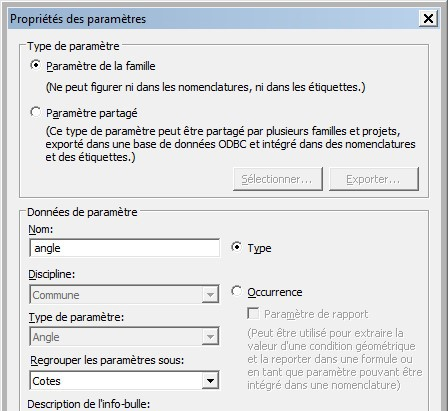 Propriétés des paramètres
Type de paramètre
Paramètre de la famille
(Ne peut figurer ni dans les nomenclatures, ni dans les étiquettes.)
Paramètre partagé
(Ce type de paramètre peut être partagé par plusieurs familles et projets,
exporté dans une base de données ODBC et intégré dans des nomenclatures
et des étiquettes.)
Sélectionner... Exporter...
Données de paramètre
Nom:
angle Type
Discipline:
Commune Occurrence
Paramètre de rapport
Type de paramètre:
Angle
(Peut être utilisé pour extraire la
valeur d'une condition géométrique
et la reporter dans une formule ou
en tant que paramètre pouvant être
intégré dans une nomenclature)
Regrouper les paramètres sous:
Cotes
Description de l'info-bulle: